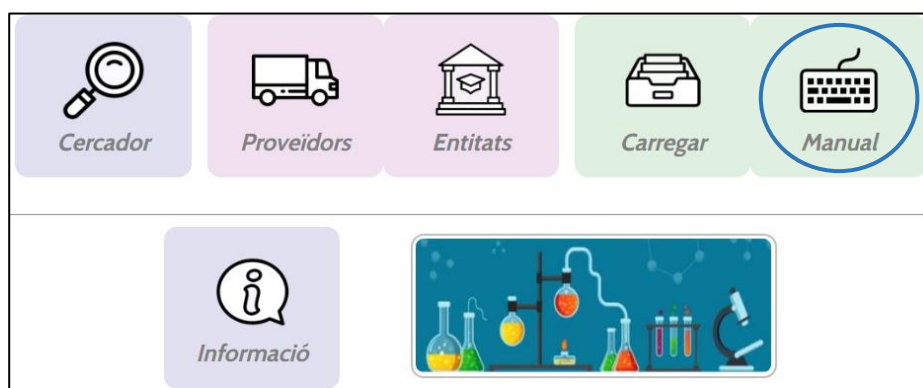 Cercador
Proveïdors
Entitats
Carregar
Manual
Informació